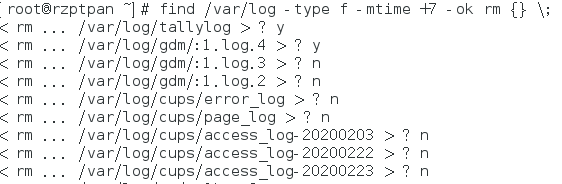 [ root@rzptpan ~]# find /var/log -type f -mtime +7 -ok rm {} \;
< rm ... /var/log/tallylog > ? y
< rm ... /var/log/gdm/:1.log.4 > ? y
< rm ... /var/log/gdm/:1.log.3 > ? n
< rm ... /var/log/gdm/:1.log.2 > ? n
< rm ... /var/log/cups/error_log > ? n
< rm ... /var/log/cups/page_log > ? n
< rm ... /var/log/cups/access_log-20200203 > ? n
< rm ... /var/log/cups/access_log-20200222 > ? n
< rm ... /var/log/cups/access_log-20200223 > ? n